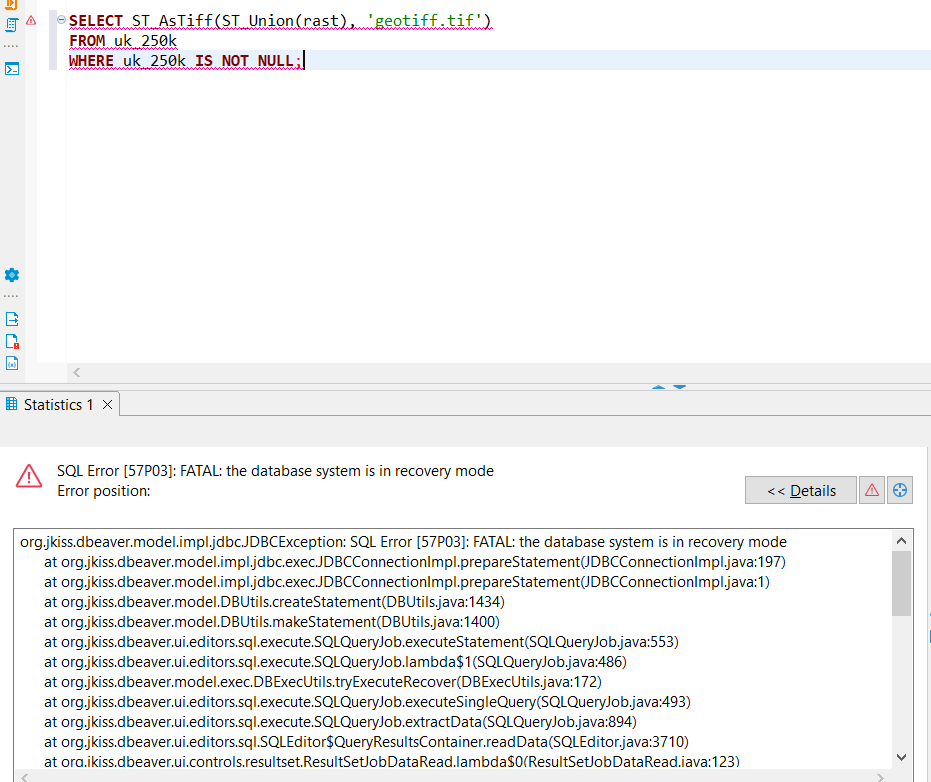 SELECT ST_AsTiff(ST_Union(rast), 'geotiff.tif')
FROM uk_250k
WHERE uk_250k IS NOT NULL;
Statistics 1
SQL Error [57P03]: FATAL: the database system is in recovery mode
Error position:
<< Details
org.jkiss.dbeaver.model.impl.jdbc.JDBCException: SQL Error [57P03]: FATAL: the database system is in recovery mode
at org.jkiss.dbeaver.model.impl.jdbc.exec.JDBCConnectionImpl.prepareStatement(JDBCConnectionImpl.java:197)
at org.jkiss.dbeaver.model.impl.jdbc.exec.JDBCConnectionImpl.prepareStatement(JDBCConnectionImpl.java:1)
at org.jkiss.dbeaver.model.DBUtils.createStatement(DBUtils.java:1434)
at org.jkiss.dbeaver.model.DBUtils.makeStatement(DBUtils.java:1400)
at org.jkiss.dbeaver.ui.editors.sql.execute.SQLQueryJob.executeStatement(SQLQueryJob.java:553)
at org.jkiss.dbeaver.ui.editors.sql.execute.SQLQueryJob.lambda$1(SQLQueryJob.java:486)
at org.jkiss.dbeaver.model.exec.DBExecUtils.tryExecuteRecover(DBExecUtils.java:172)
at org.jkiss.dbeaver.ui.editors.sql.execute.SQLQueryJob.executeSingleQuery(SQLQueryJob.java:493)
at org.jkiss.dbeaver.ui.editors.sql.execute.SQLQueryJob.extractData(SQLQueryJob.java:894)
at org.jkiss.dbeaver.ui.editors.sql.SQLEditor$QueryResultsContainer.readData(SQLEditor.java:3710)
at org.jkiss.dbeaver.ui.controls.resultset.ResultSetJobDataRead.lambda$0(ResultSetJobDataRead.java:123)